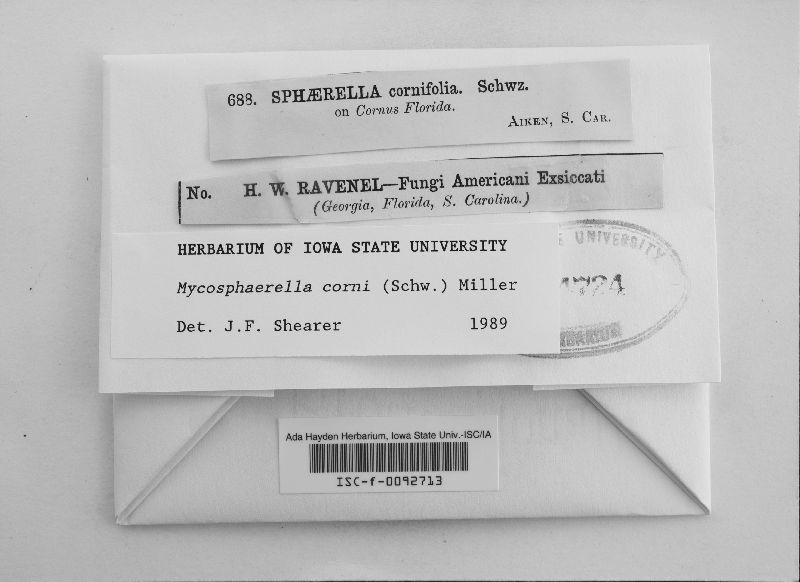 688. SPHÆRELLA cornifolia. Schwz.
on Cornus Florida.
AIKEN, S. CAR.
No. H. W. RAVENEL—Fungi Americani Exsiccati
(Georgia, Florida, S. Carolina.)
HERBARIUM OF IOWA STATE UNIVERSITY
Mycosphaerella corni (Schw.) Miller
Det. J.F. Shearer 1989
UNIVERSITY
Ada Hayden Herbarium, Iowa State Univ.-ISC/IA
ISC-f-0092713